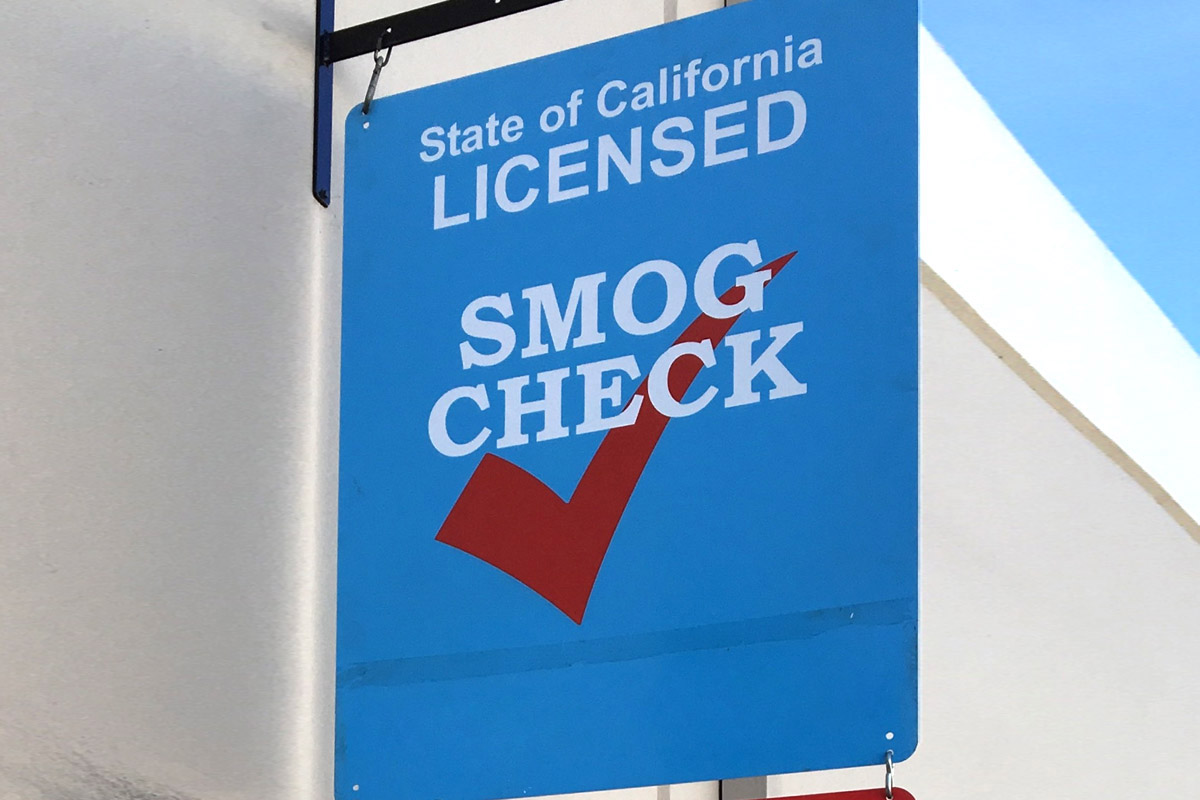 State of California
LICENSED
SMOG
CHECK